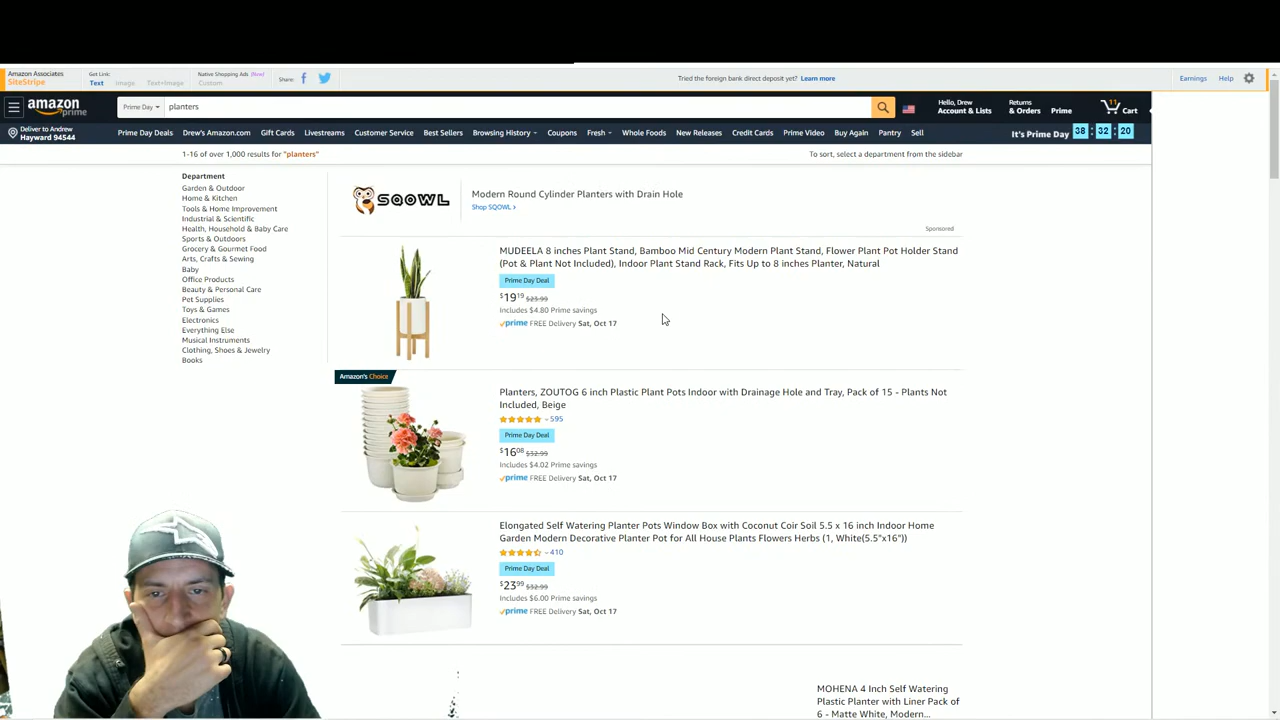 Amazon Associates
SiteStripe
Get Link:
Text
Image
Text+Image
Native Shopping Ads (New)
Custom
Share:
Tried the foreign bank direct deposit yet? Learn more
Earnings
Help
amazon
prime
Prime Day
planters
Hello, Drew
Account & Lists
Returns
& Orders
Prime
11
Cart
Deliver to Andrew
Hayward 94544
Prime Day Deals
Drew's Amazon.com
Gift Cards
Livestreams
Customer Service
Best Sellers
Browsing History
Coupons
Fresh
Whole Foods
New Releases
Credit Cards
Prime Video
Buy Again
Pantry
Sell
It's Prime Day 38 : 32 : 20
1-16 of over 1,000 results for "planters"
To sort, select a department from the sidebar
Department
Garden & Outdoor
Home & Kitchen
Tools & Home Improvement
Industrial & Scientific
Health, Household & Baby Care
Sports & Outdoors
Grocery & Gourmet Food
Arts, Crafts & Sewing
Baby
Office Products
Beauty & Personal Care
Pet Supplies
Toys & Games
Electronics
Everything Else
Musical Instruments
Clothing, Shoes & Jewelry
Books
SQOWL
Modern Round Cylinder Planters with Drain Hole
Shop SQOWL ›
Sponsored
MUDEELA 8 inches Plant Stand, Bamboo Mid Century Modern Plant Stand, Flower Plant Pot Holder Stand
(Pot & Plant Not Included), Indoor Plant Stand Rack, Fits Up to 8 inches Planter, Natural
Prime Day Deal
$19 19 $23.99
Includes $4.80 Prime savings
prime FREE Delivery Sat, Oct 17
Amazon's Choice
Planters, ZOUTOG 6 inch Plastic Plant Pots Indoor with Drainage Hole and Tray, Pack of 15 - Plants Not
Included, Beige
595
Prime Day Deal
$16 08 $32.99
Includes $4.02 Prime savings
prime FREE Delivery Sat, Oct 17
Elongated Self Watering Planter Pots Window Box with Coconut Coir Soil 5.5 x 16 inch Indoor Home
Garden Modern Decorative Planter Pot for All House Plants Flowers Herbs (1, White(5.5"x16"))
410
Prime Day Deal
$23 99 $32.99
Includes $6.00 Prime savings
prime FREE Delivery Sat, Oct 17
MOHENA 4 Inch Self Watering
Plastic Planter with Liner Pack of
6 - Matte White, Modern...